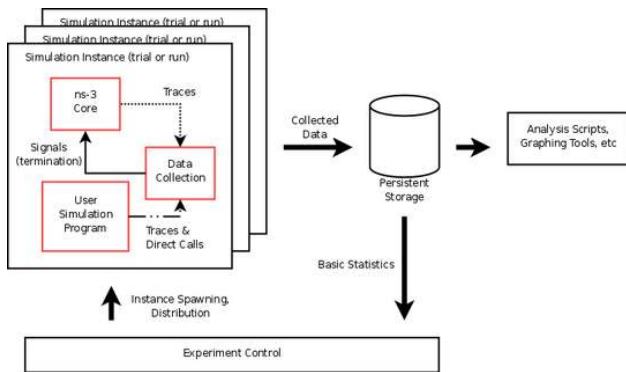 Simulation Instance (trial or run)
Simulation Instance (trial or run)
Simulation Instance (trial or run)
ns-3
Core
Traces
Signals
(termination)
Data
Collection
User
Simulation
Program
Traces &
Direct Calls
Collected
Data
Persistent
Storage
Analysis Scripts,
Graphing Tools, etc
Basic Statistics
Instance Spawning,
Distribution
Experiment Control